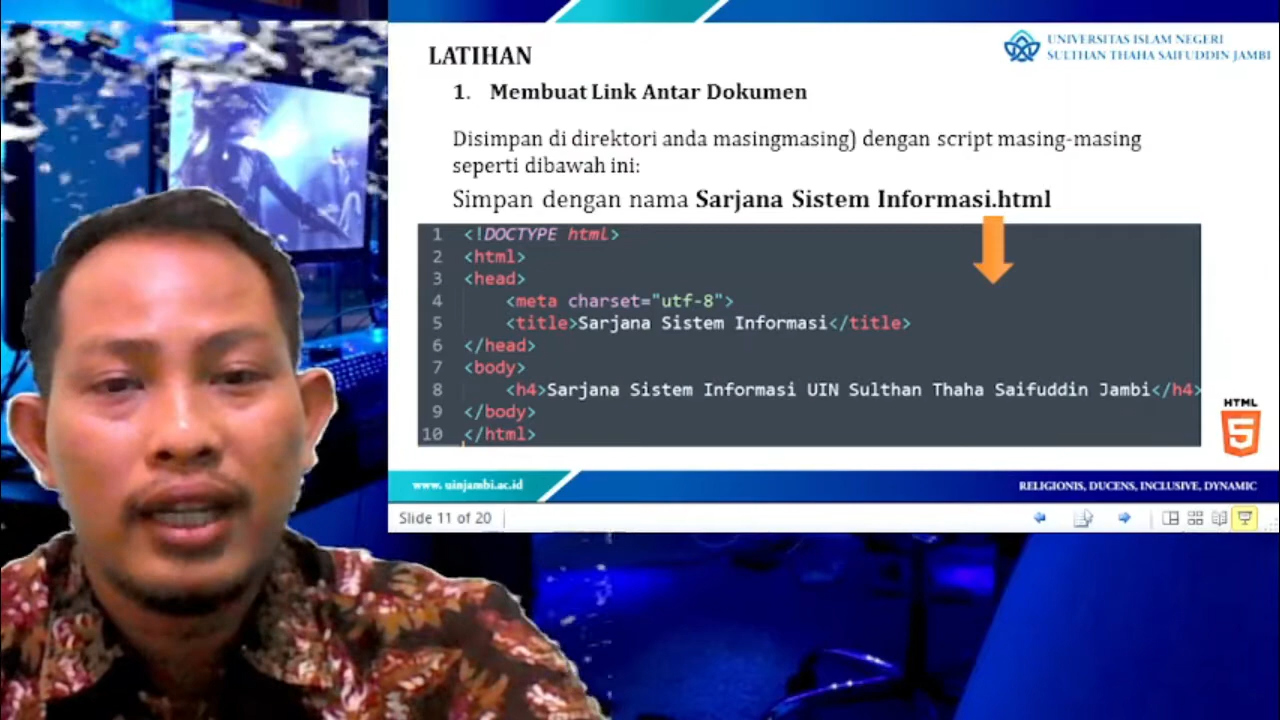 UNIVERSITAS ISLAM NEGERI
SULTHAN THAHA SAIFUDDIN JAMBI
LATIHAN
1. Membuat Link Antar Dokumen
Disimpan di direktori anda masingmasing) dengan script masing-masing
seperti dibawah ini:
Simpan dengan nama Sarjana Sistem Informasi.html
1 <!DOCTYPE html>
2 <html>
3 <head>
4 <meta charset="utf-8">
5 <title>Sarjana Sistem Informasi</title>
6 </head>
7 <body>
8 <h4>Sarjana Sistem Informasi UIN Sulthan Thaha Saifuddin Jambi</h4>
9 </body>
10 </html>
HTML
5
www. uinjambi.ac.id
RELIGIONIS, DUCENS, INCLUSIVE, DYNAMIC
Slide 11 of 20